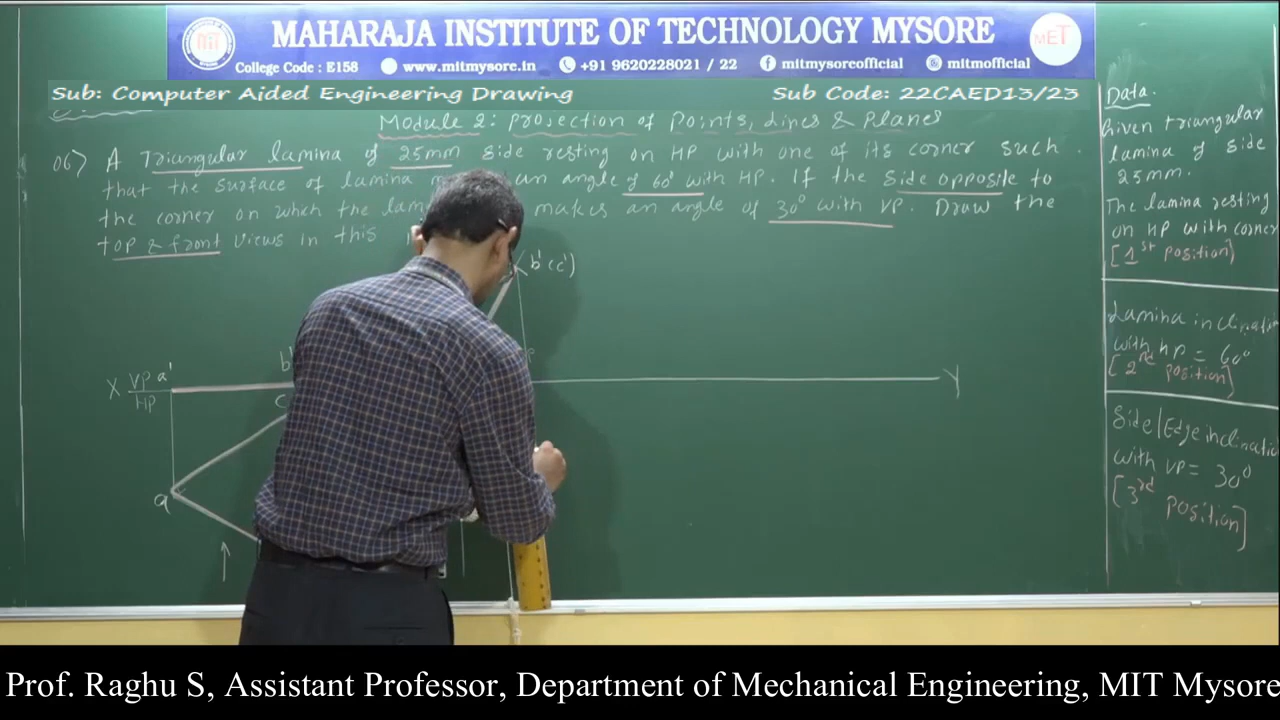 MAHARAJA INSTITUTE OF TECHNOLOGY MYSORE
College Code : E158 www.mitmysore.in +91 9620228021 / 22 mitmysoreofficial mitmofficial
MET
Sub: Computer Aided Engineering Drawing Sub Code: 22CAED13/23
Module 2: Projection of Points, Lines & Planes
06) A Triangular lamina of 25mm side resting on HP with one of its corner such
that the surface of lamina an angle of 60° with HP. If the side opposite to
the corner on which the makes an angle of 30° with VP. Draw the
top & front views in this
b'(c')
X VP a' b' Y
HP
c
a
Data.
Given triangular
lamina of side
25mm.
The lamina resting
on HP with corner
[1st position)
Lamina inclination
with hp = 60°
[2nd position]
Side/Edge inclination
with VP = 30°
[3rd position]
Prof. Raghu S, Assistant Professor, Department of Mechanical Engineering, MIT Mysore